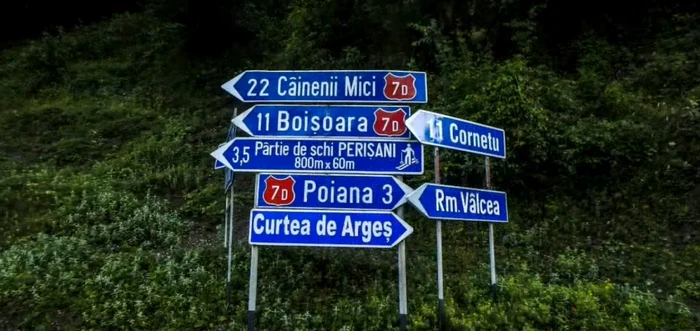 22 Câinenii Mici 7D
11 Boișoara 7D
3,5 Pârtie de schi PERIȘANI
800m x 60m
7D Poiana 3
Curtea de Argeș
11 Cornetu
Rm. Vâlcea